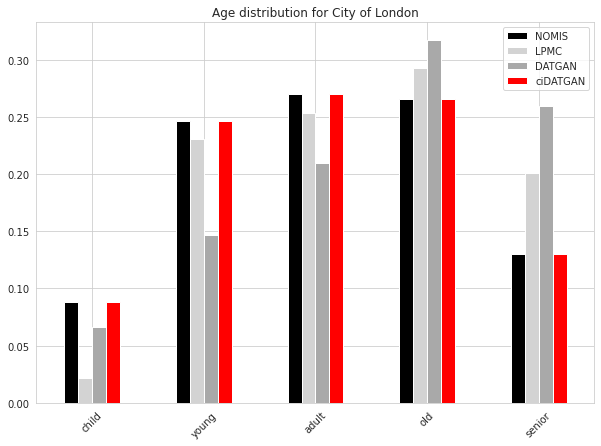 Age distribution for City of London
NOMIS
LPMC
DATGAN
ciDATGAN
0.30
0.25
0.20
0.15
0.10
0.05
0.00
child
young
adult
old
senior